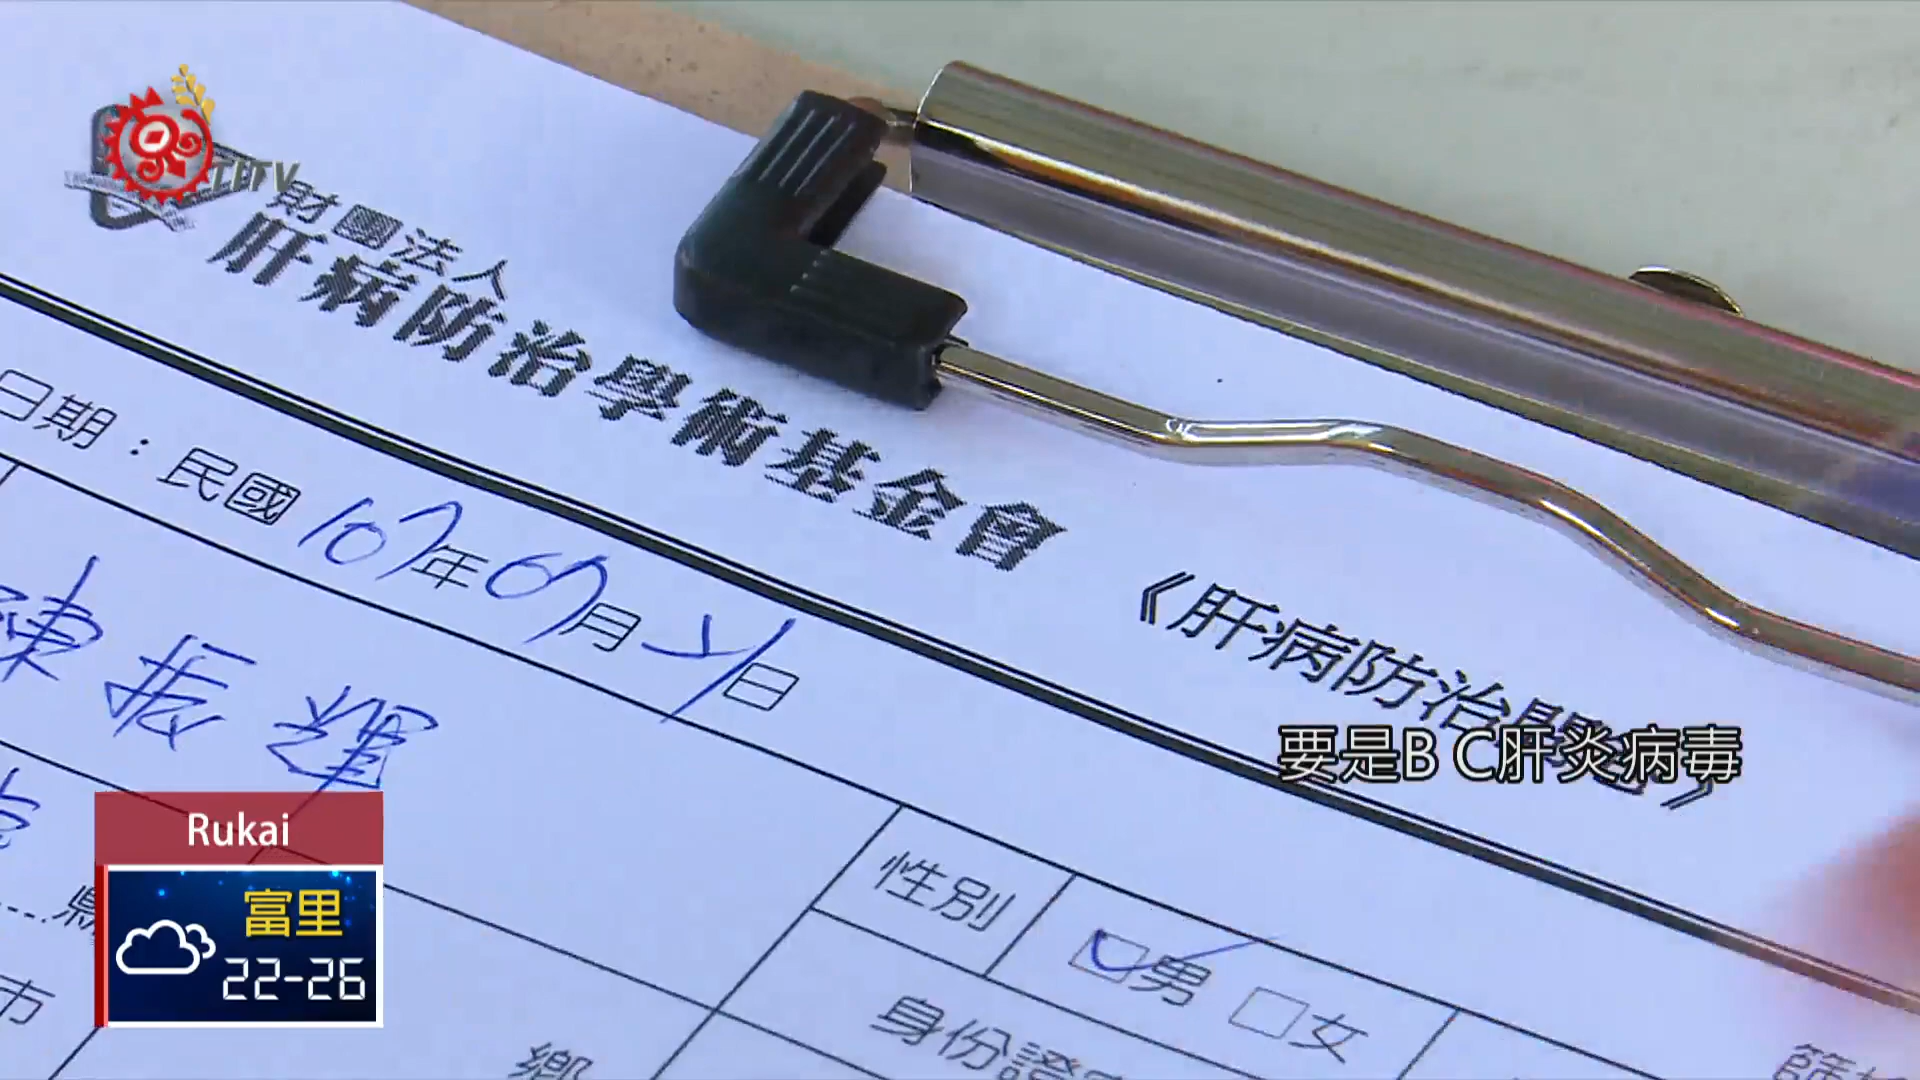 TITV
財團法人
肝病防治學術基金會
《肝病防治
日期：民國107年6月21日
陳振輝
要是BC肝炎病毒
Rukai
性別
男 女
富里
22-26
市
鄉
身份證